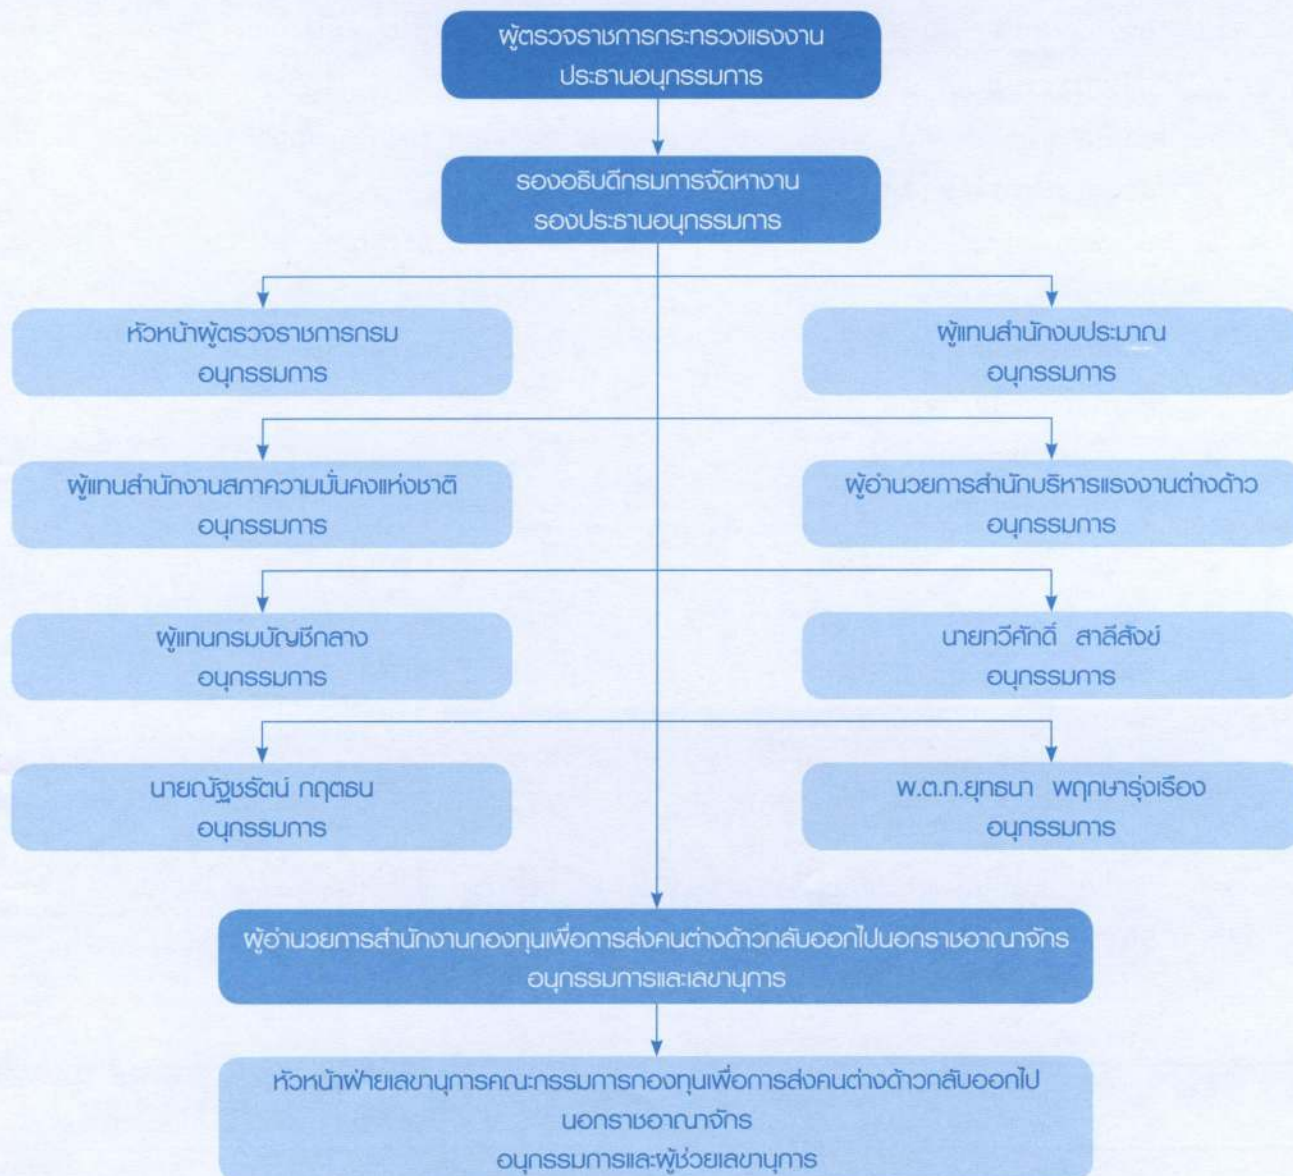 ผู้ตรวจราชการกระทรวงแรงงาน
ประธานอนุกรรมการ
รองอธิบดีกรมการจัดหางาน
รองประธานอนุกรรมการ
หัวหน้าผู้ตรวจราชการกรม
อนุกรรมการ
ผู้แทนสำนักงบประมาณ
อนุกรรมการ
ผู้แทนสำนักงานสภาความมั่นคงแห่งชาติ
อนุกรรมการ
ผู้อำนวยการสำนักบริหารแรงงานต่างด้าว
อนุกรรมการ
ผู้แทนกรมบัญชีกลาง
อนุกรรมการ
นายทวีศักดิ์ สาลีสังข์
อนุกรรมการ
นายณัฐชรัตน์ กฤตธน
อนุกรรมการ
พ.ต.ท.ยุทธนา พฤกษารุ่งเรือง
อนุกรรมการ
ผู้อำนวยการสำนักงานกองทุนเพื่อการส่งคนต่างด้าวกลับออกไปนอกราชอาณาจักร
อนุกรรมการและเลขานุการ
หัวหน้าฝ่ายเลขานุการคณะกรรมการกองทุนเพื่อการส่งคนต่างด้าวกลับออกไป
นอกราชอาณาจักร
อนุกรรมการและผู้ช่วยเลขานุการ